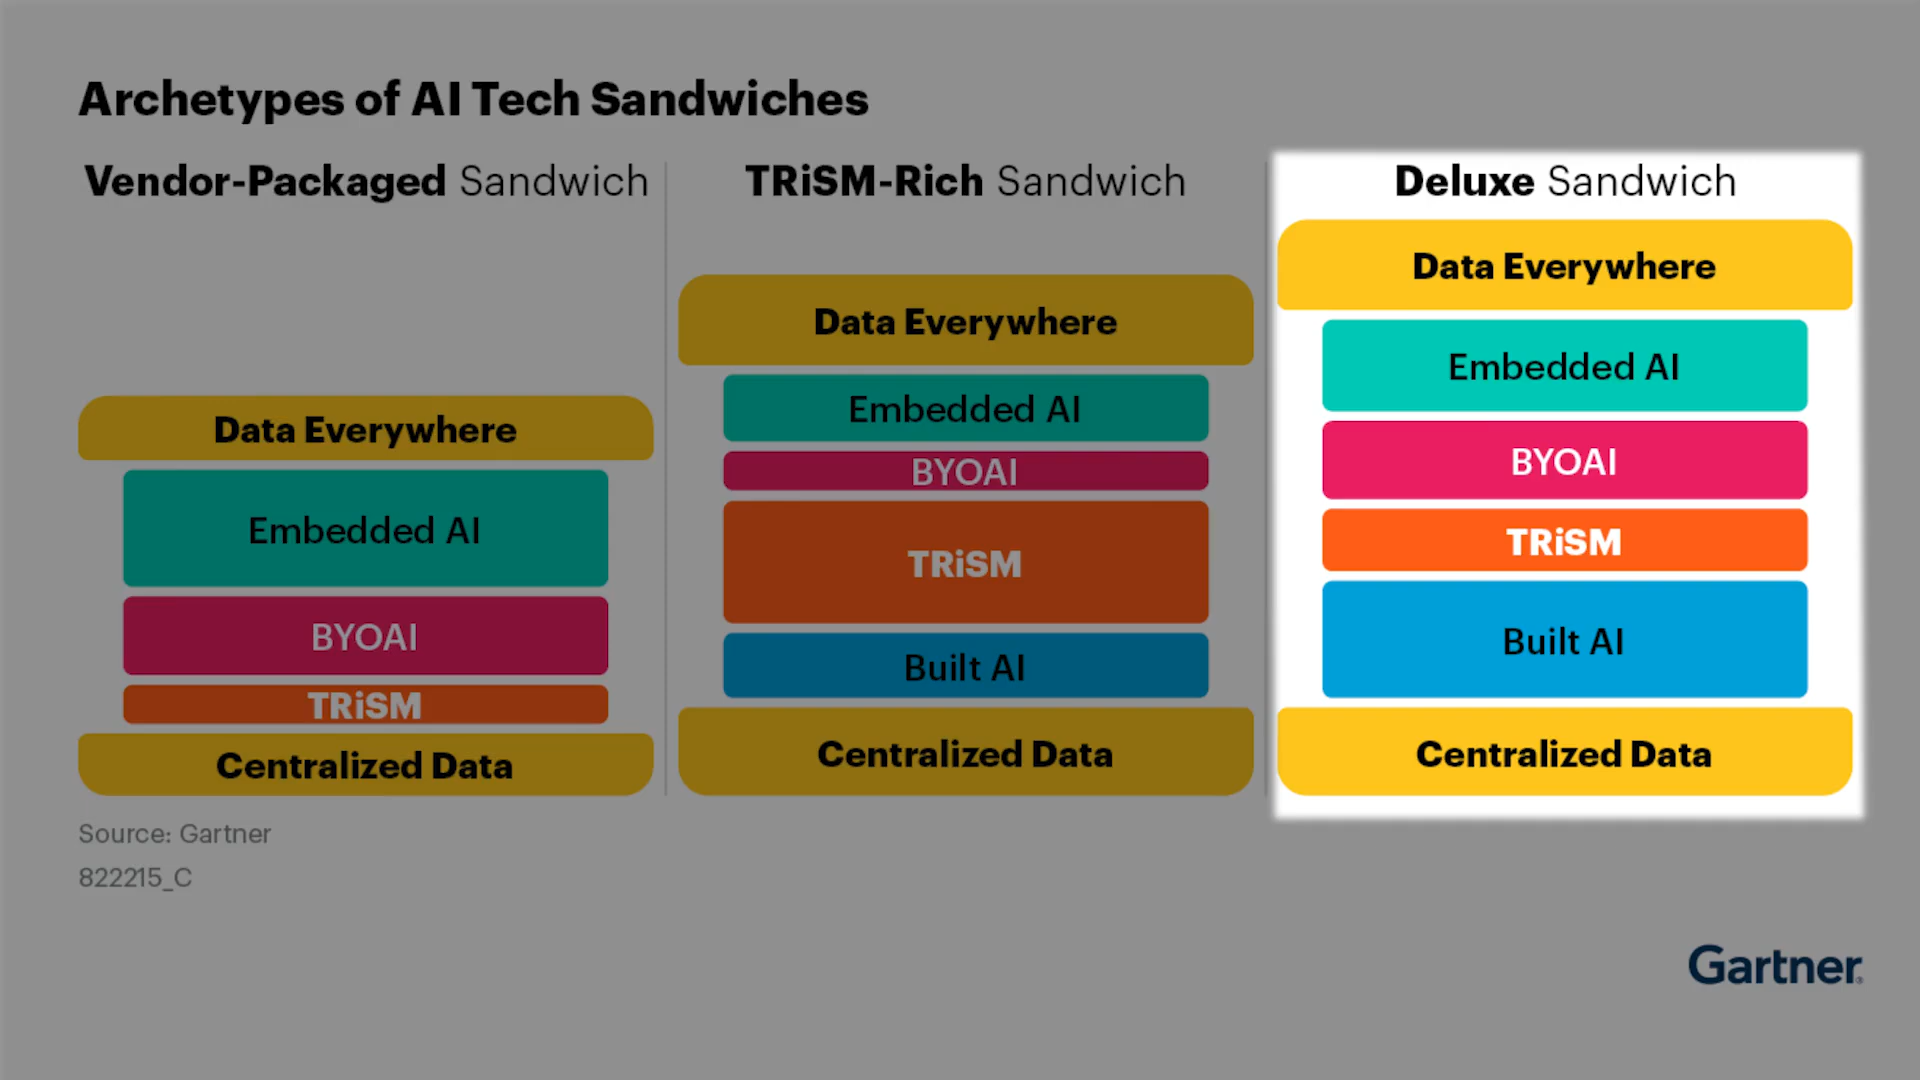 Archetypes of AI Tech Sandwiches
Vendor-Packaged Sandwich
Data Everywhere
Embedded AI
BYOAI
TRiSM
Centralized Data
TRiSM-Rich Sandwich
Data Everywhere
Embedded AI
BYOAI
TRiSM
Built AI
Centralized Data
Deluxe Sandwich
Data Everywhere
Embedded AI
BYOAI
TRiSM
Built AI
Centralized Data
Source: Gartner
822215_C
Gartner®